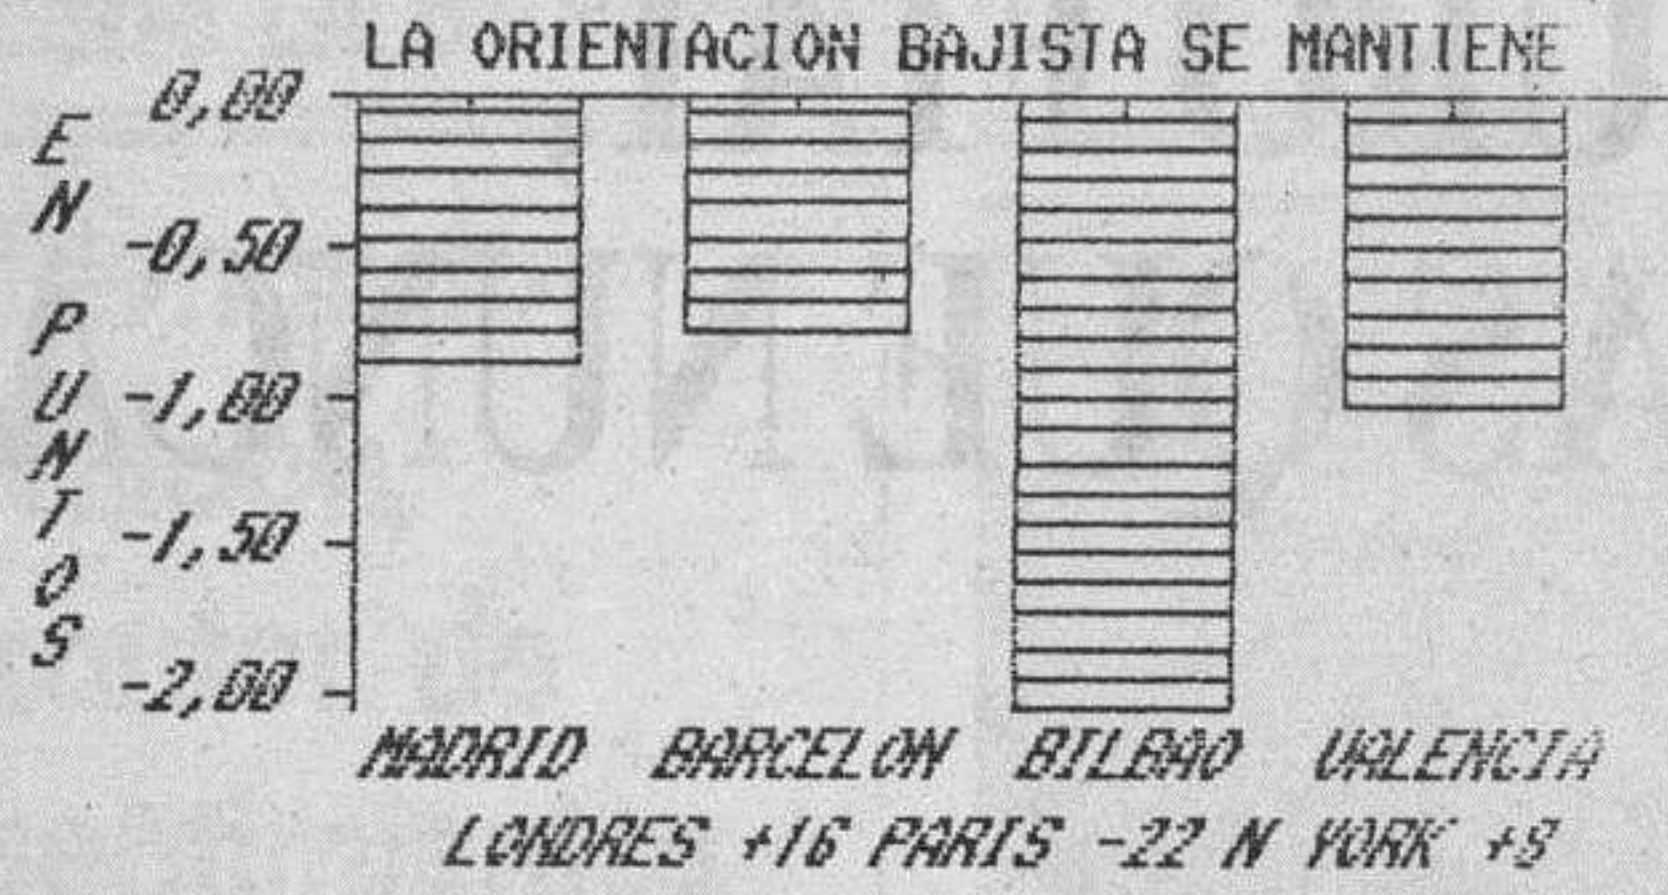 LA ORIENTACION BAJISTA SE MANTIENE
EN PUNTOS
0,00
-0,50
-1,00
-1,50
-2,00
MADRID BARCELON BILBAO VALENCIA
LONDRES +16 PARIS -22 N YORK